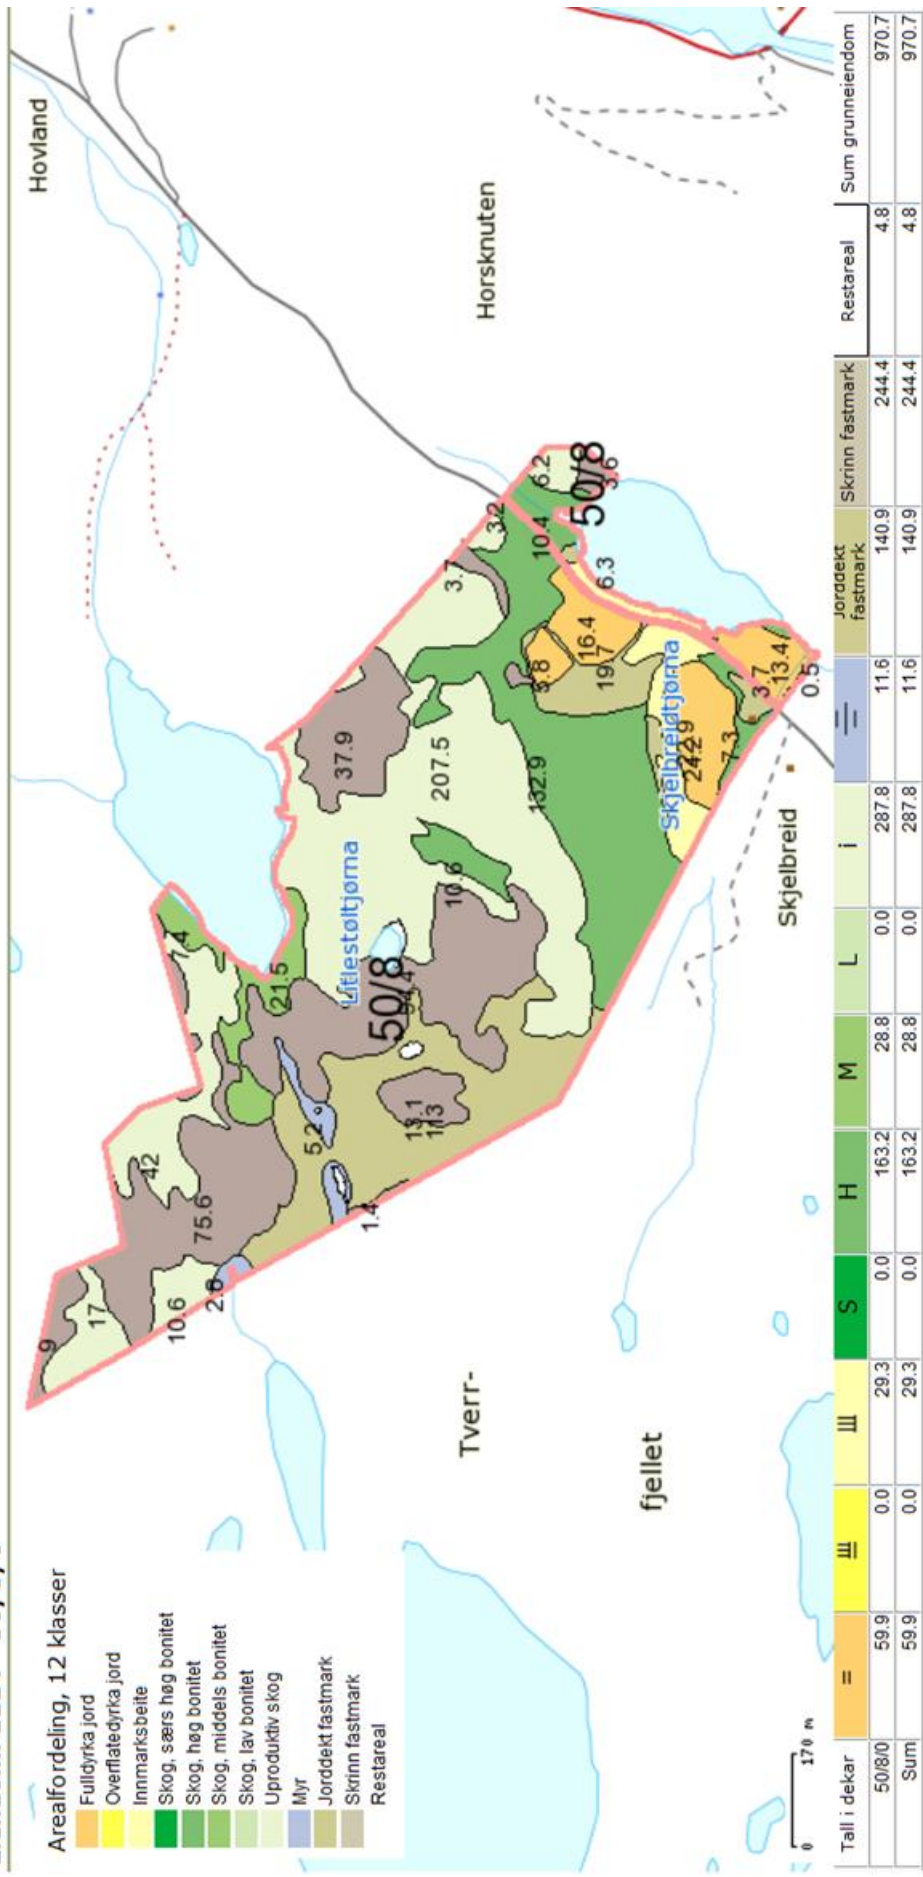 Arealfordeling, 12 klasser
Fulldyrka jord
Overflatedyrka jord
Innmarksbeite
Skog, særs høg bonitet
Skog, høg bonitet
Skog, middels bonitet
Skog, lav bonitet
Uproduktiv skog
Myr
Jorddekt fastmark
Skrinn fastmark
Restareal
Hovland
Horsknuten
Tverr-
fjellet
Skjelbreid
Litlestøltjørna
Skjelbreidtjørna
50/8
50/8
9
17
10.6
2.6
42
75.6
5.2
1.4
13.1
21.5
37.9
207.5
10.6
132.9
3.7
3.2
6.2
10.4
6.3
16.4
19.7
24.2
7.3
3.7
13.4
0.5
0 170 m
Tall i dekar = S H M L i Jorddekt fastmark Skrinn fastmark Restareal Sum grunneiendom
50/8/0 59.9 0.0 29.3 0.0 163.2 28.8 0.0 287.8 11.6 140.9 244.4 4.8 970.7
Sum 59.9 0.0 29.3 0.0 163.2 28.8 0.0 287.8 11.6 140.9 244.4 4.8 970.7